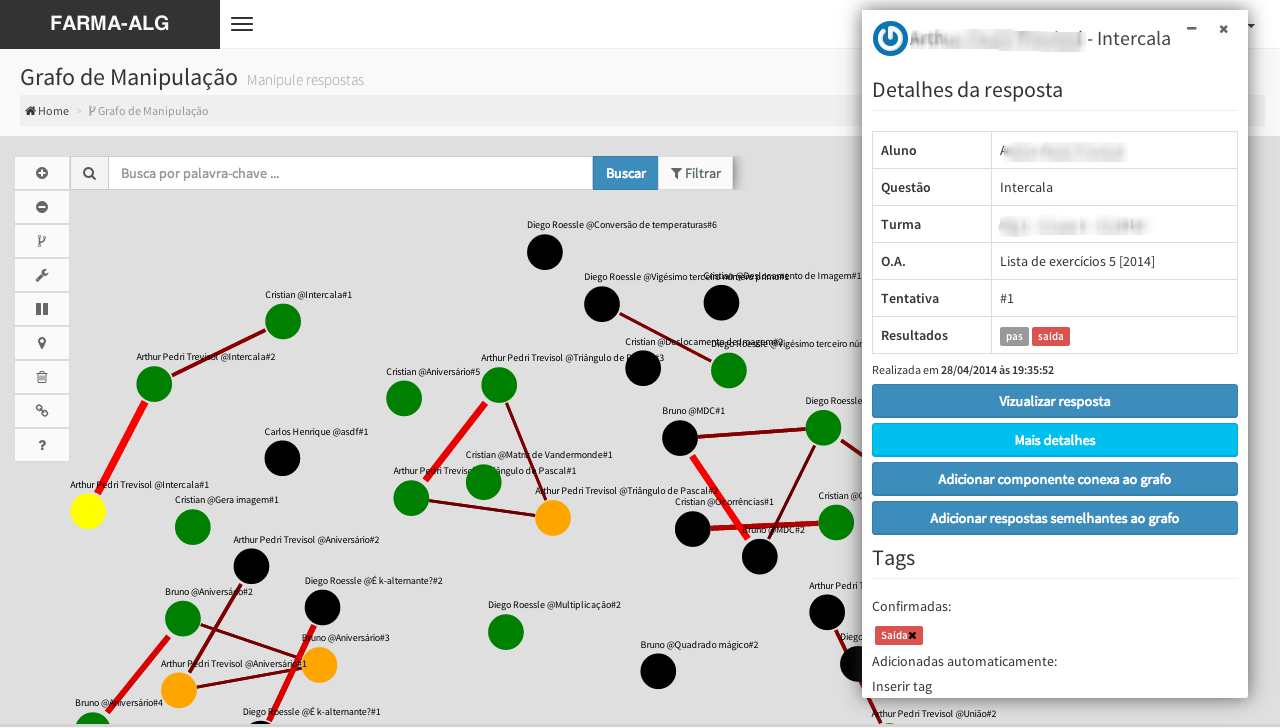 FARMA-ALG
Grafo de Manipulação Manipule respostas
Home > Grafo de Manipulação
Busca por palavra-chave ...
Buscar
Filtrar
?
Diego Roessle @Conversão de temperaturas#6
Diego Roessle @Vigésimo terceiro número primo#1
Cristian @Deslocamento de Imagem#1
Cristian @Intercala#1
Cristian @Deslocamento de Imagem#2
Diego Roessle @Vigésimo terceiro núm
Arthur Pedri Trevisol @Intercala#2
Arthur Pedri Trevisol @Triângulo de Pascal#3
Cristian @Aniversário#5
Diego Roessle
Bruno @MDC#1
Carlos Henrique @asdf#1
Cristian @Matriz de Vandermonde#1
Arthur Pedri Trevisol @Triângulo de Pascal#1
Arthur Pedri Trevisol @Intercala#1
Arthur Pedri Trevisol @Triângulo de Pascal#2
Cristian @Gera imagem#1
Cristian @Ocorrências#1
Cristian @O
Bruno @MDC#2
Arthur Pedri Trevisol @Aniversário#2
Diego Roessle @É k-alternante?#2
Bruno @Aniversário#2
Arthur Pedri T
Diego Roessle @Multiplicação#2
Bruno @Aniversário#3
Diego
Bruno @Quadrado mágico#2
Arthur Pedri Trevisol @Aniversário#1
Bruno @Aniversário#4
Diego Roessle @É k-alternante?#1
Arthur Pedri Trevisol @União#2
- Intercala
Detalhes da resposta
Aluno
Questão Intercala
Turma
O.A. Lista de exercícios 5 [2014]
Tentativa #1
Resultados pas saída
Realizada em 28/04/2014 às 19:35:52
Vizualizar resposta
Mais detalhes
Adicionar componente conexa ao grafo
Adicionar respostas semelhantes ao grafo
Tags
Confirmadas:
Saída
Adicionadas automaticamente:
Inserir tag